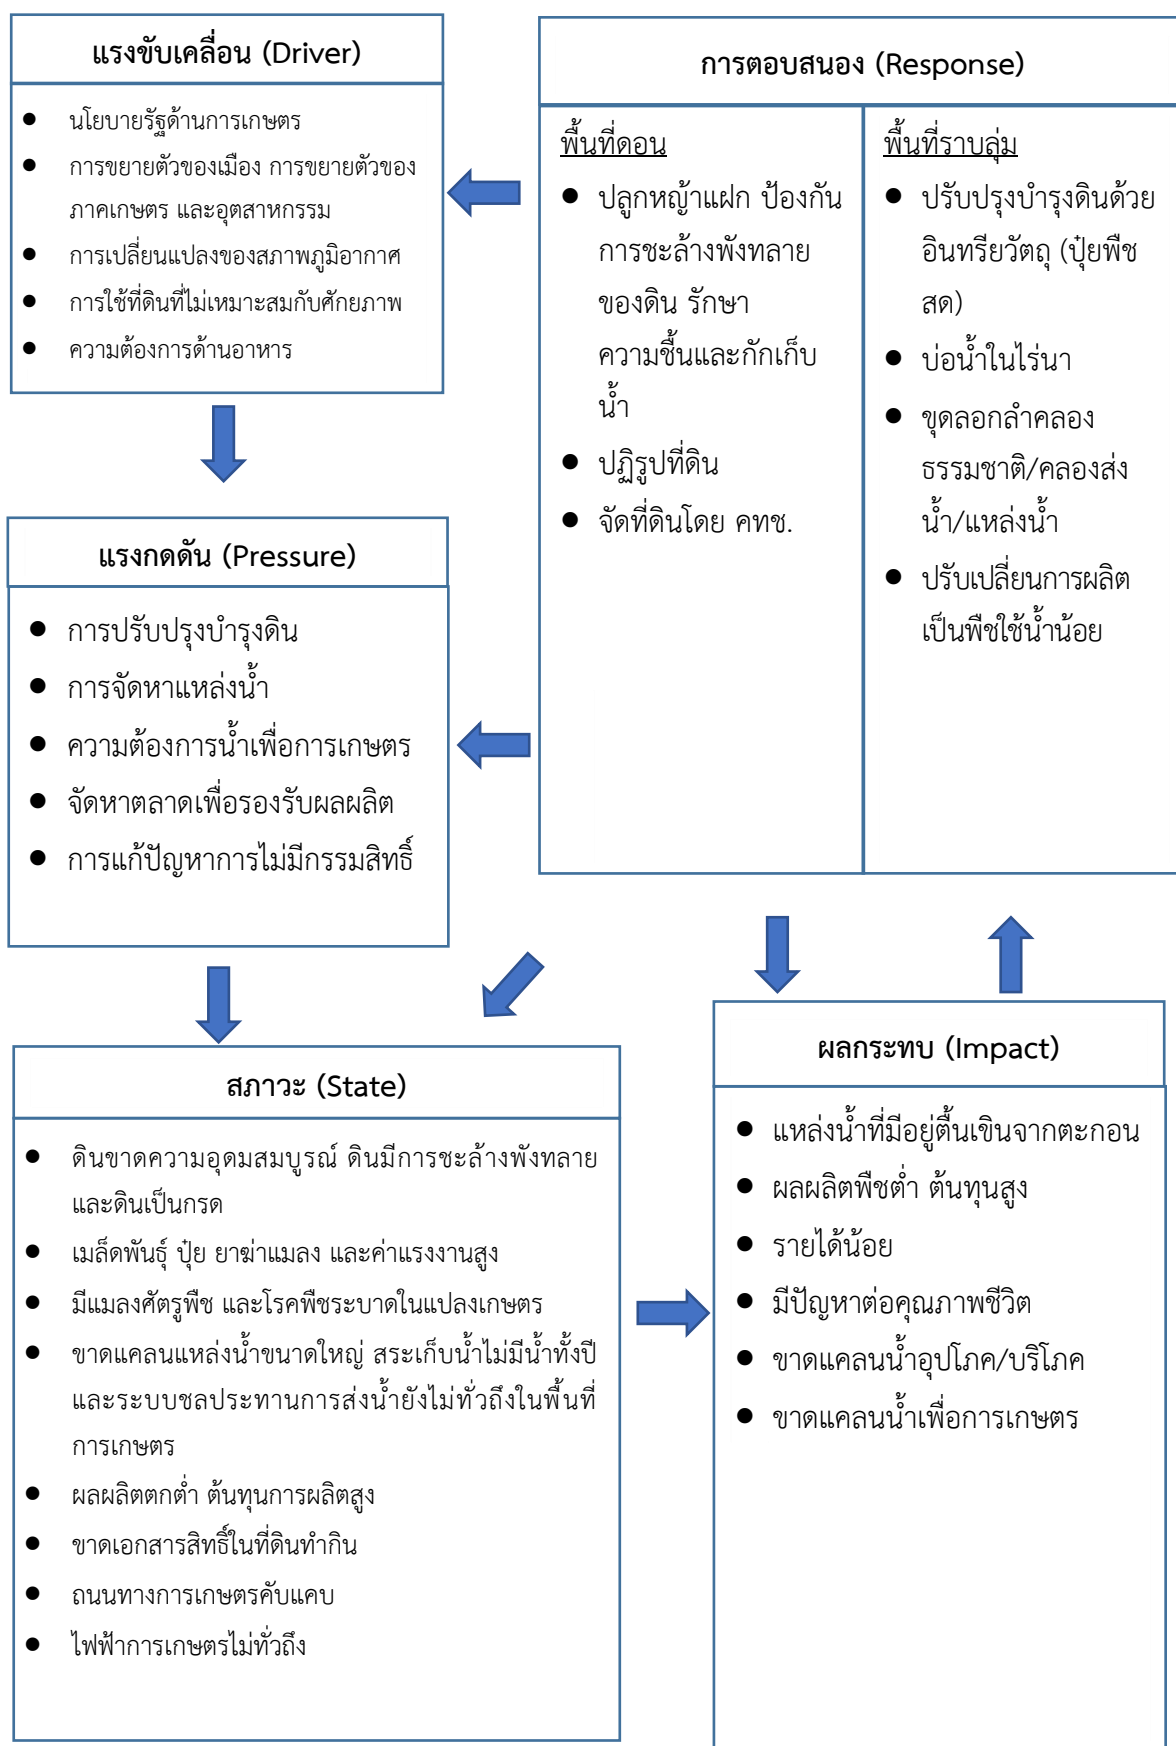 แรงขับเคลื่อน (Driver)
● นโยบายรัฐด้านการเกษตร
● การขยายตัวของเมือง การขยายตัวของ
ภาคเกษตร และอุตสาหกรรม
● การเปลี่ยนแปลงของสภาพภูมิอากาศ
● การใช้ที่ดินที่ไม่เหมาะสมกับศักยภาพ
● ความต้องการด้านอาหาร
การตอบสนอง (Response)
พื้นที่ดอน
● ปลูกหญ้าแฝก ป้องกัน
การชะล้างพังทลาย
ของดิน รักษา
ความชื้นและกักเก็บ
น้ำ
● ปฏิรูปที่ดิน
● จัดที่ดินโดย คทช.
พื้นที่ราบลุ่ม
● ปรับปรุงบำรุงดินด้วย
อินทรียวัตถุ (ปุ๋ยพืช
สด)
● บ่อน้ำในไร่นา
● ขุดลอกลำคลอง
ธรรมชาติ/คลองส่ง
น้ำ/แหล่งน้ำ
● ปรับเปลี่ยนการผลิต
เป็นพืชใช้น้ำน้อย
แรงกดดัน (Pressure)
● การปรับปรุงบำรุงดิน
● การจัดหาแหล่งน้ำ
● ความต้องการน้ำเพื่อการเกษตร
● จัดหาตลาดเพื่อรองรับผลผลิต
● การแก้ปัญหาการไม่มีกรรมสิทธิ์
สภาวะ (State)
● ดินขาดความอุดมสมบูรณ์ ดินมีการชะล้างพังทลาย
และดินเป็นกรด
● เมล็ดพันธุ์ ปุ๋ย ยาฆ่าแมลง และค่าแรงงานสูง
● มีแมลงศัตรูพืช และโรคพืชระบาดในแปลงเกษตร
● ขาดแคลนแหล่งน้ำขนาดใหญ่ สระเก็บน้ำไม่มีน้ำทั้งปี
และระบบชลประทานการส่งน้ำยังไม่ทั่วถึงในพื้นที่
การเกษตร
● ผลผลิตตกต่ำ ต้นทุนการผลิตสูง
● ขาดเอกสารสิทธิ์ในที่ดินทำกิน
● ถนนทางการเกษตรคับแคบ
● ไฟฟ้าการเกษตรไม่ทั่วถึง
ผลกระทบ (Impact)
● แหล่งน้ำที่มีอยู่ตื้นเขินจากตะกอน
● ผลผลิตพืชต่ำ ต้นทุนสูง
● รายได้น้อย
● มีปัญหาต่อคุณภาพชีวิต
● ขาดแคลนน้ำอุปโภค/บริโภค
● ขาดแคลนน้ำเพื่อการเกษตร